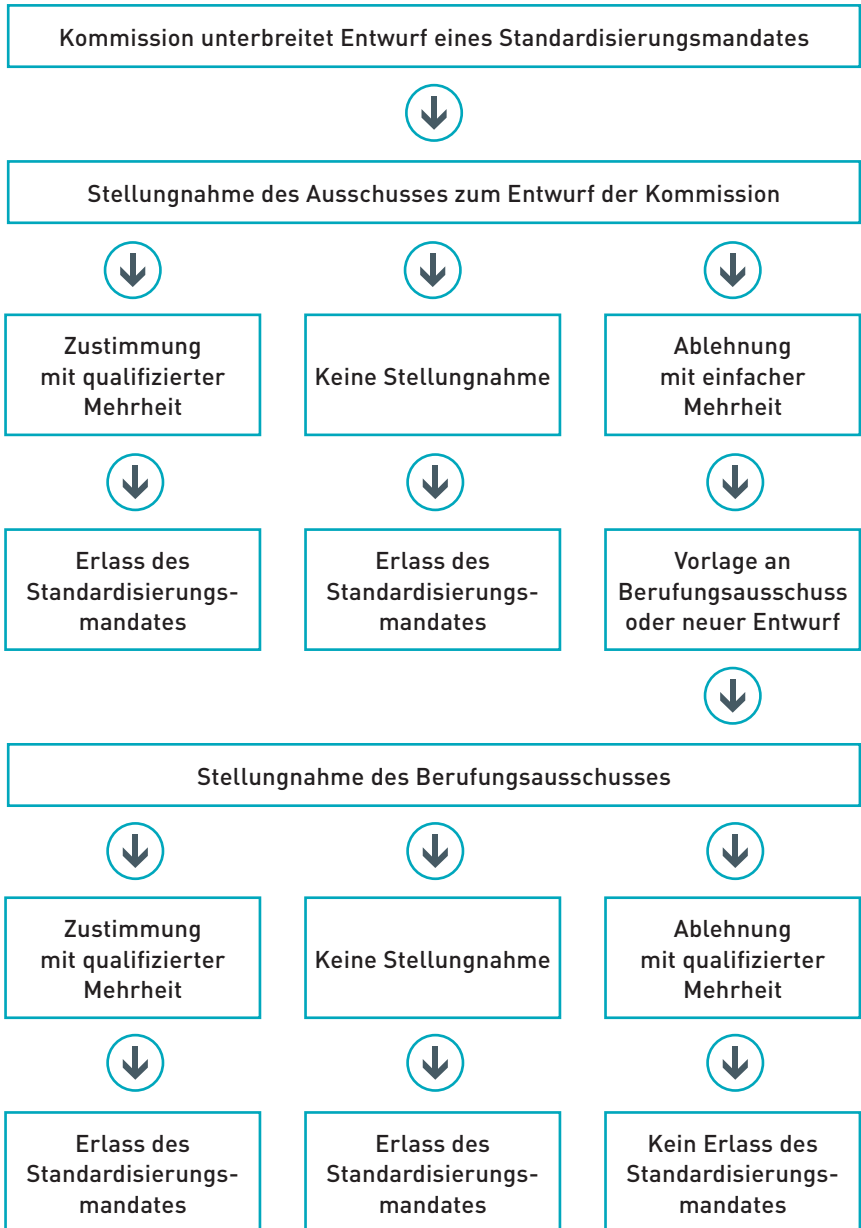 Kommission unterbreitet Entwurf eines Standardisierungsmandates
Stellungnahme des Ausschusses zum Entwurf der Kommission
Zustimmung
mit qualifizierter
Mehrheit
Keine Stellungnahme
Ablehnung
mit einfacher
Mehrheit
Erlass des
Standardisierungs-
mandates
Erlass des
Standardisierungs-
mandates
Vorlage an
Berufungsausschuss
oder neuer Entwurf
Stellungnahme des Berufungsausschusses
Zustimmung
mit qualifizierter
Mehrheit
Keine Stellungnahme
Ablehnung
mit qualifizierter
Mehrheit
Erlass des
Standardisierungs-
mandates
Erlass des
Standardisierungs-
mandates
Kein Erlass des
Standardisierungs-
mandates